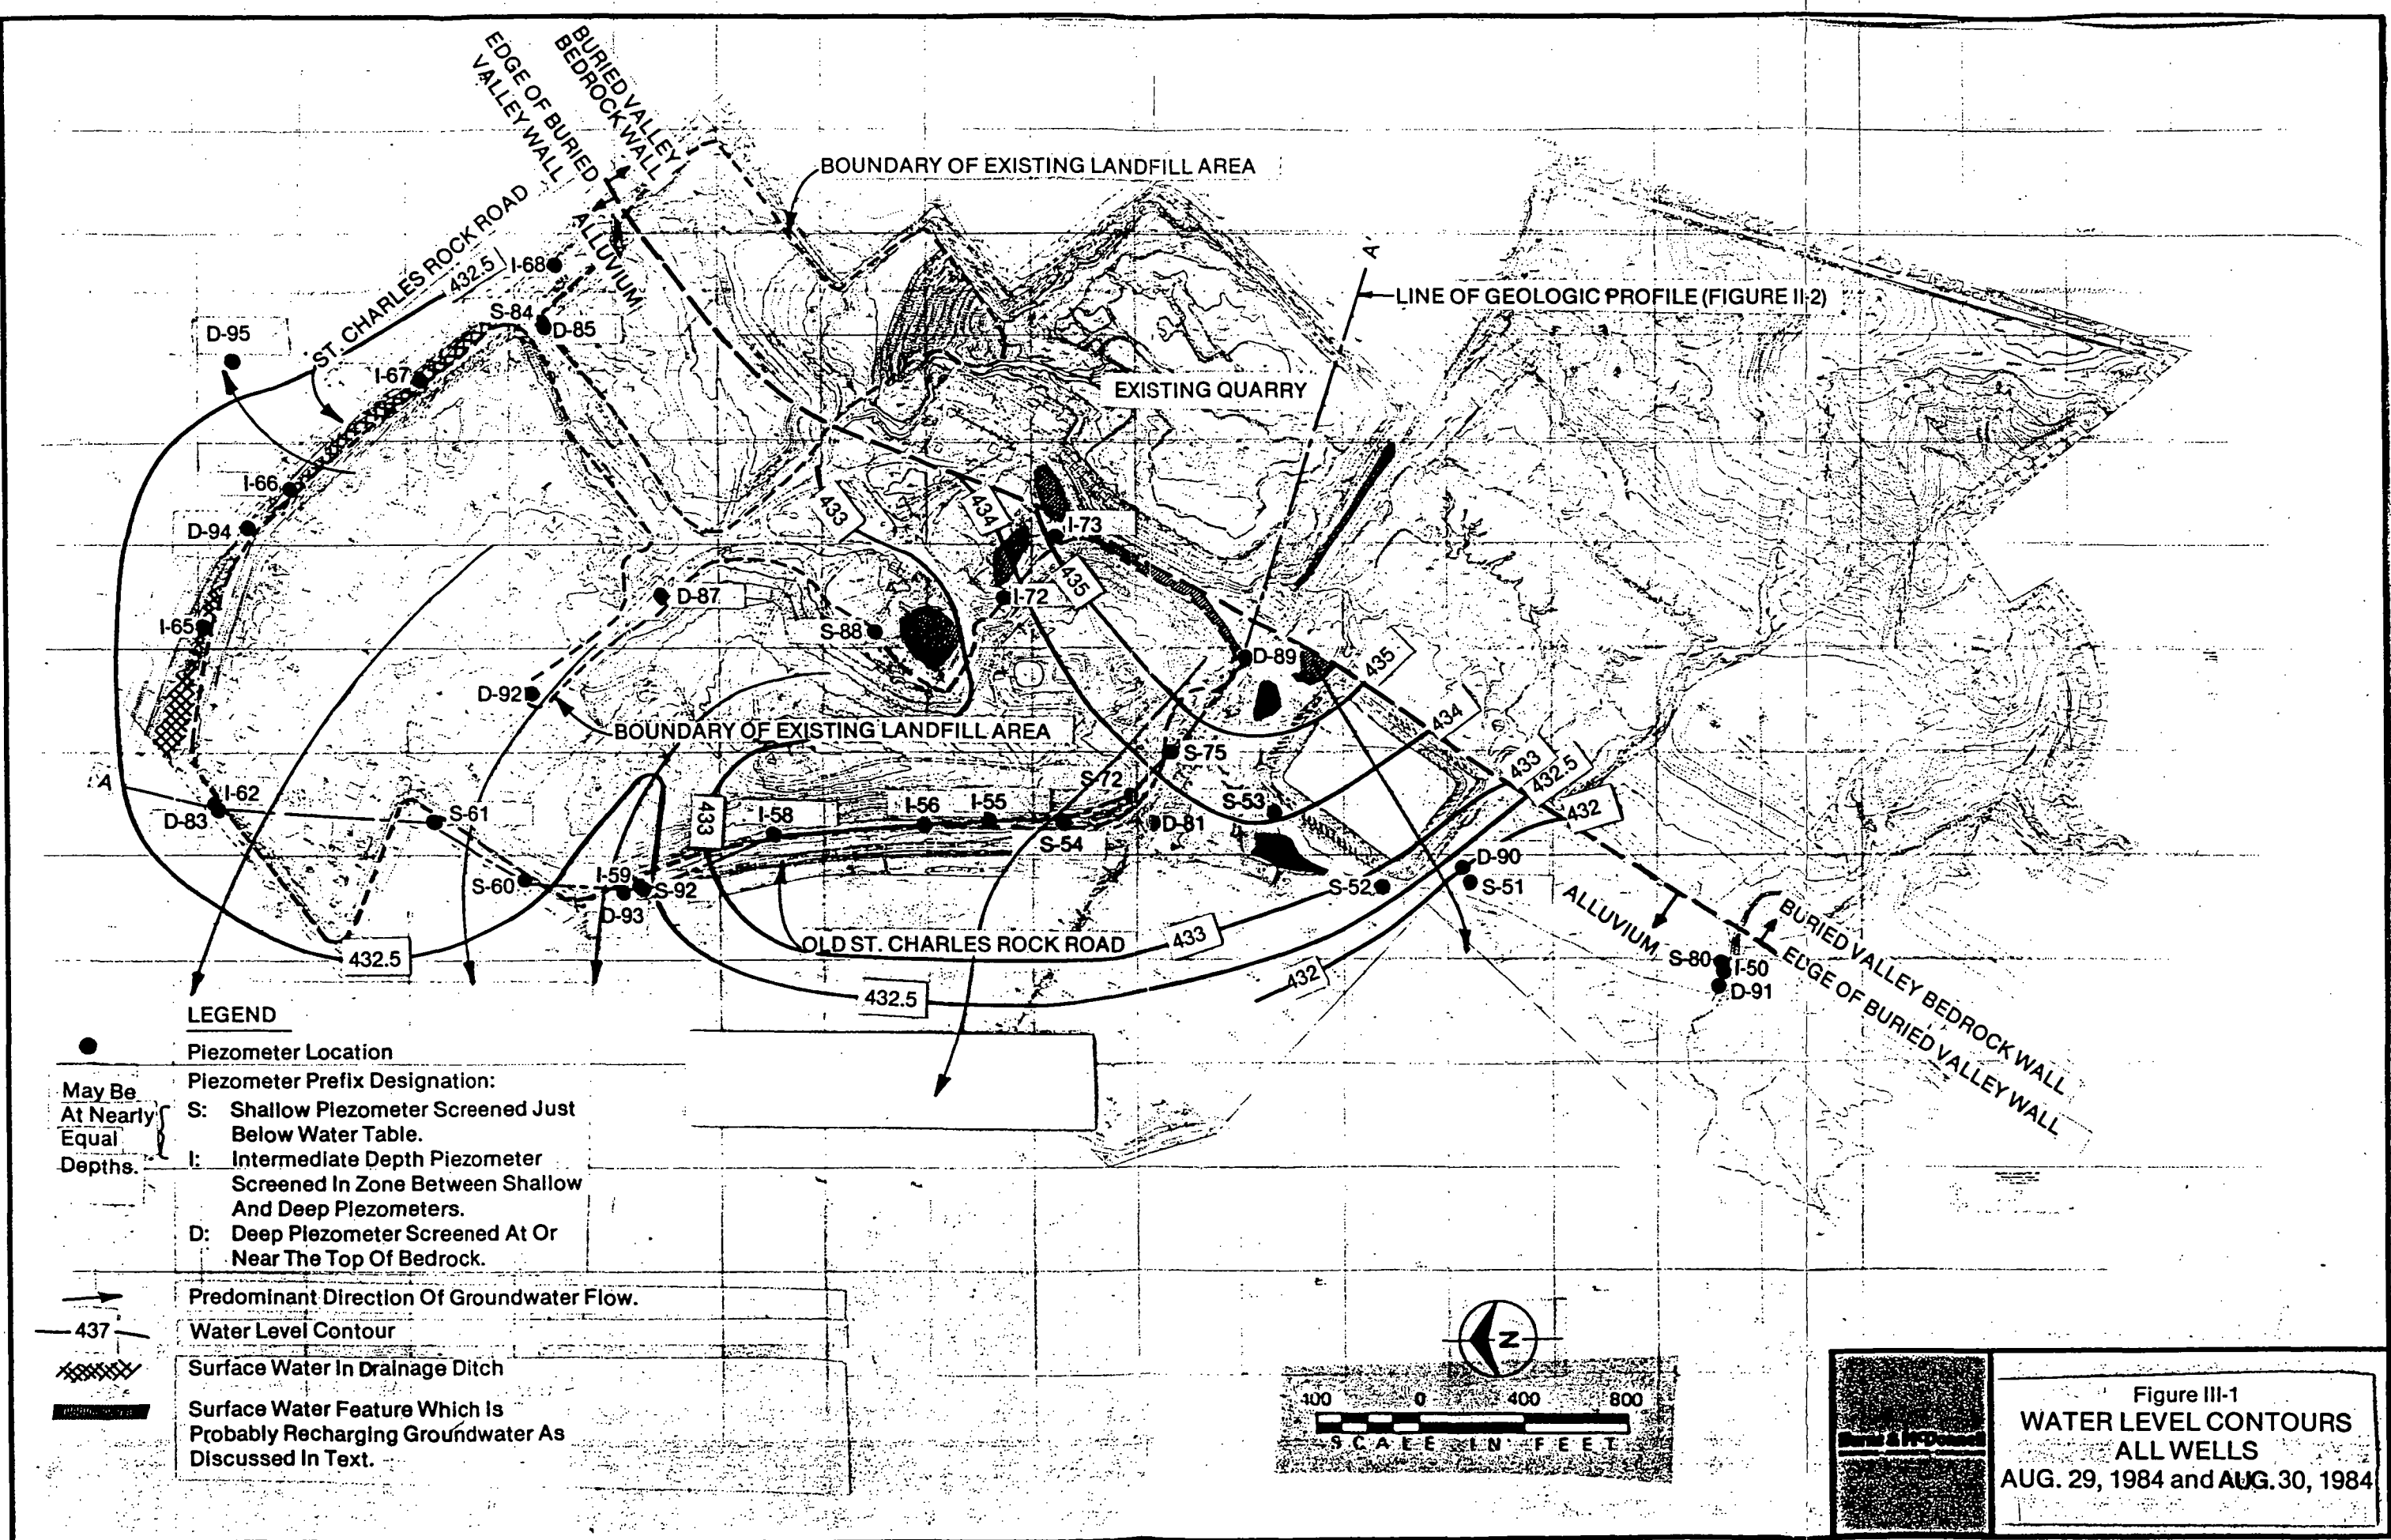 EDGE OF BURIED
VALLEY WALL
BURIED VALLEY
BEDROCK WALL
ALLUVIUM
BOUNDARY OF EXISTING LANDFILL AREA
ST. CHARLES ROCK ROAD
432.5
I-68
S-84
D-85
D-95
I-67
A'
LINE OF GEOLOGIC PROFILE (FIGURE II-2)
EXISTING QUARRY
I-66
D-94
433
434
I-73
435
I-72
D-87
I-65
S-88
D-89
435
D-92
BOUNDARY OF EXISTING LANDFILL AREA
434
S-75
433
432.5
432
A
I-62
D-83
S-61
433
I-58
I-56
I-55
S-72
S-53
D-81
S-54
I-59
S-60
S-92
D-93
D-90
S-52
S-51
OLD ST. CHARLES ROCK ROAD
433
432.5
432
432.5
ALLUVIUM
BURIED VALLEY BEDROCK WALL
EDGE OF BURIED VALLEY WALL
S-80
I-50
D-91
LEGEND
Piezometer Location
Piezometer Prefix Designation:
May Be
At Nearly
Equal
Depths.
S: Shallow Piezometer Screened Just
Below Water Table.
I: Intermediate Depth Piezometer
Screened In Zone Between Shallow
And Deep Piezometers.
D: Deep Piezometer Screened At Or
Near The Top Of Bedrock.
Predominant Direction Of Groundwater Flow.
437
Water Level Contour
Surface Water In Drainage Ditch
Surface Water Feature Which Is
Probably Recharging Groundwater As
Discussed In Text.
N
400 0 400 800
SCALE IN FEET
Burns & McDonnell
Figure III-1
WATER LEVEL CONTOURS
ALL WELLS
AUG. 29, 1984 and AUG. 30, 1984